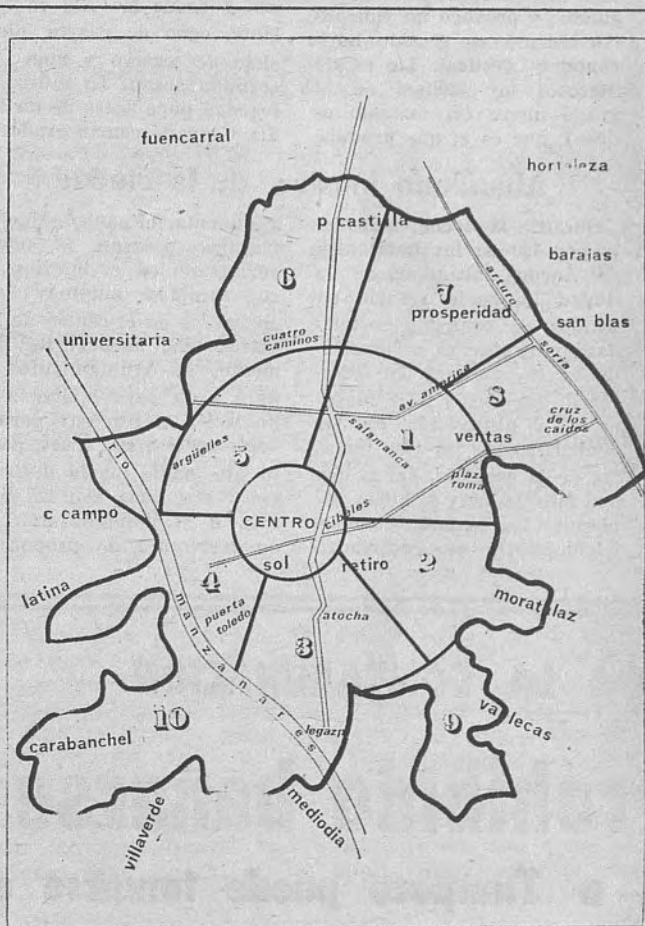 fuencarral
hortaleza
p castilla
barajas
6
7
arturo
prosperidad
san blas
universitaria
cuatro
caminos
soria
av. america
8
cruz
de los
caidos
salamanca
1
ventas
argüelles
5
rio
plaza
roma
CENTRO
cibeles
c campo
2
sol
retiro
4
latina
moratalaz
puerta
toledo
atocha
manzanares
3
10
9
vallecas
carabanchel
legazpi
mediodia
villaverde